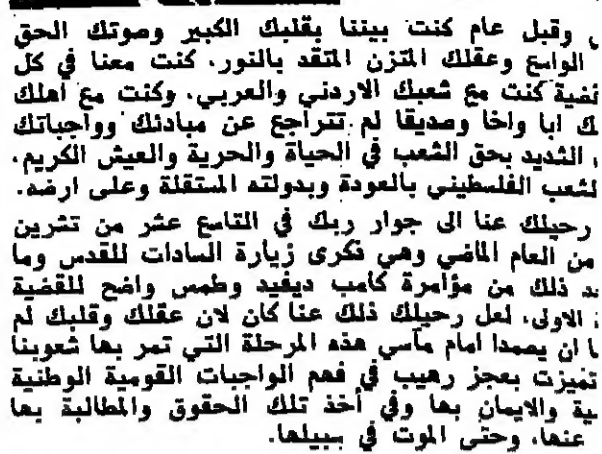 وقبل عام كنت بيننا بقلبك الكبير وصوتك الحق
الواسع وعقلك المتزن المتقد بالنور. كنت معنا في كل
قضية كنت مع شعبك الاردني والعربي. وكنت مع اهلك
ابا واخا وصديقا لم تتراجع عن مبادئك وواجباتك
الشديد بحق الشعب في الحياة والحرية والعيش الكريم.
لشعب الفلسطيني بالعودة وبدولته المستقلة وعلى ارضه.
رحيلك عنا الى جوار ربك في التاسع عشر من تشرين
من العام الماضي وهي ذكرى زيارة السادات للقدس وما
ذلك من مؤامرة كامب ديفيد وطمس واضح للقضية
الاولى. لعل رحيلك ذلك عنا كان لان عقلك وقلبك لم
ان يصمدا امام مآسي هذه المرحلة التي تمر بها شعوبنا
تميزت بعجز رهيب في فهم الواجبات القومية الوطنية
والايمان بها وفي أخذ تلك الحقوق والمطالبة بها
عنها. وحتى الموت في سبيلها.